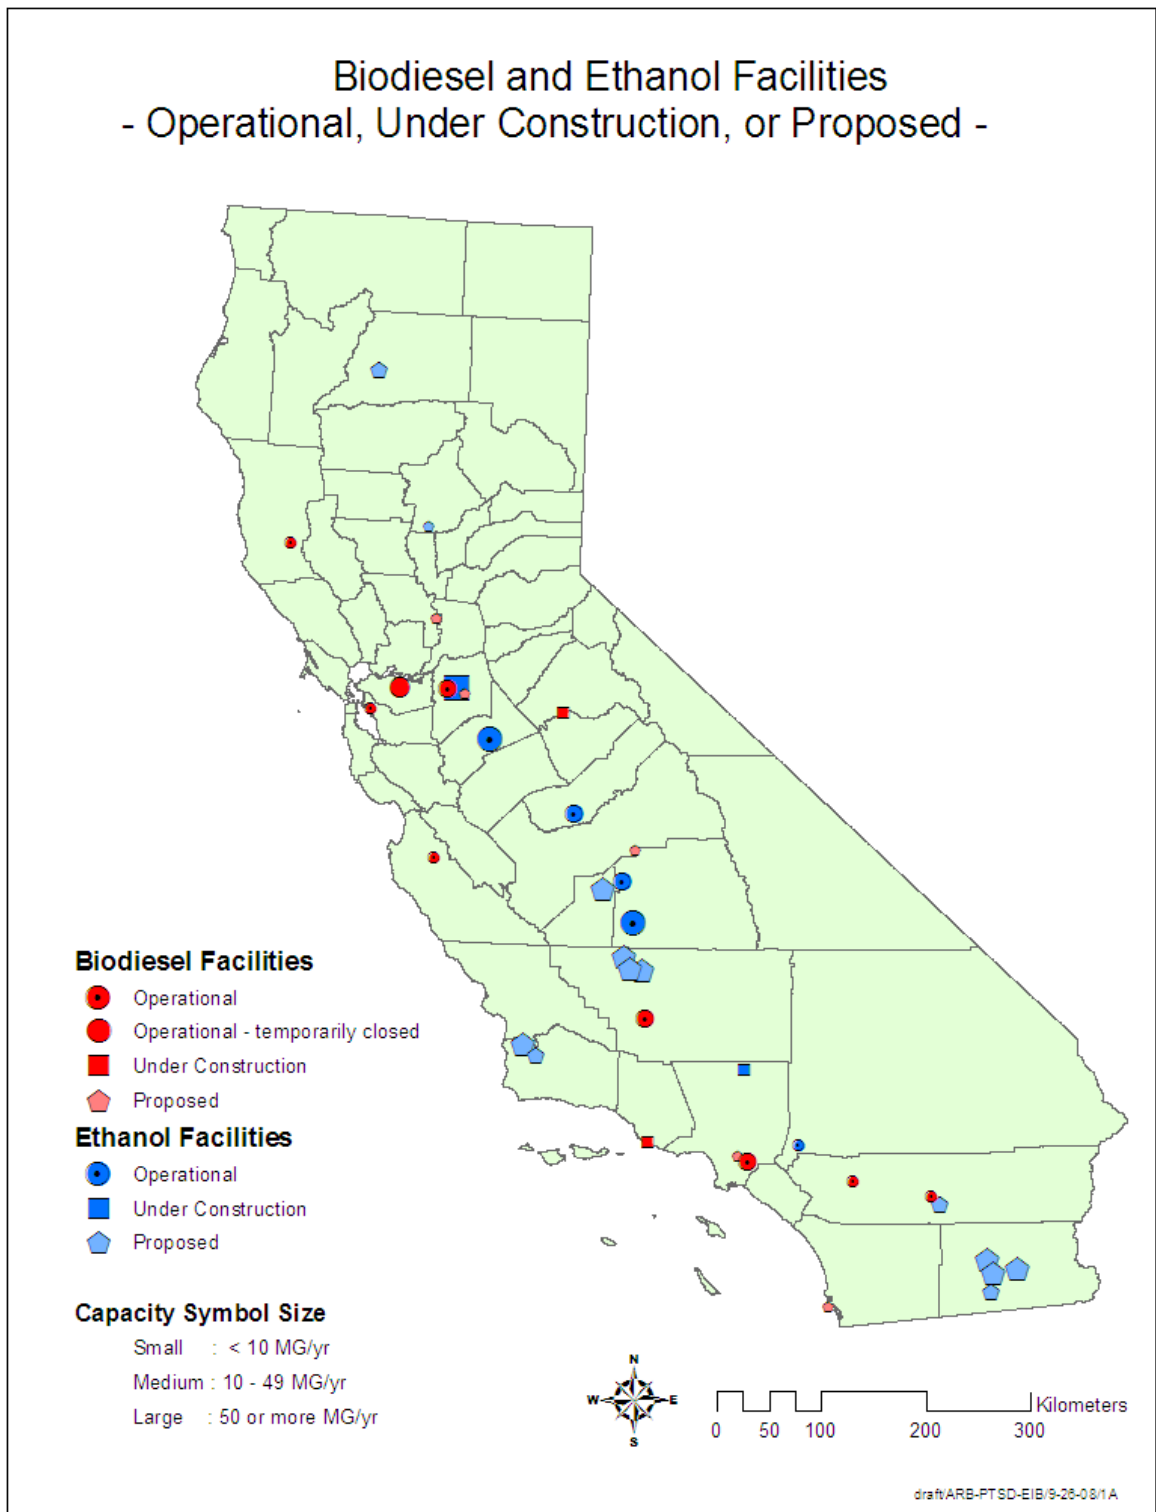 Biodiesel and Ethanol Facilities
- Operational, Under Construction, or Proposed -
Biodiesel Facilities
Operational
Operational - temporarily closed
Under Construction
Proposed
Ethanol Facilities
Operational
Under Construction
Proposed
Capacity Symbol Size
Small : < 10 MG/yr
Medium : 10 - 49 MG/yr
Large : 50 or more MG/yr
N
W E
S
Kilometers
0 50 100 200 300
draft/ARB-PTSD-EIB/9-26-08/1A